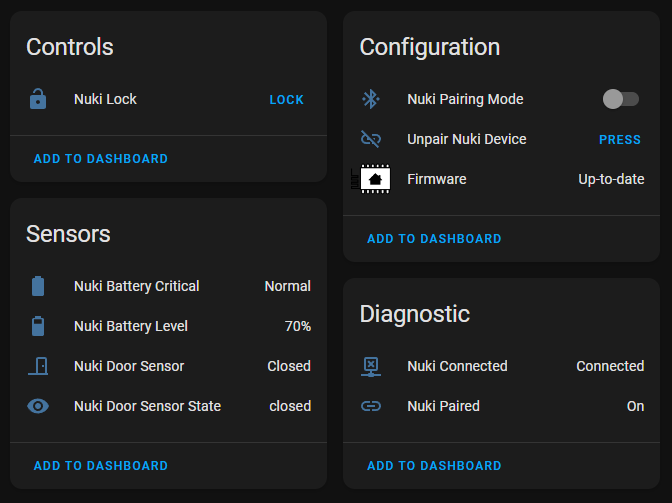 Controls
Nuki Lock LOCK
ADD TO DASHBOARD
Sensors
Nuki Battery Critical Normal
Nuki Battery Level 70%
Nuki Door Sensor Closed
Nuki Door Sensor State closed
ADD TO DASHBOARD
Configuration
Nuki Pairing Mode
Unpair Nuki Device PRESS
Firmware Up-to-date
ADD TO DASHBOARD
Diagnostic
Nuki Connected Connected
Nuki Paired On
ADD TO DASHBOARD